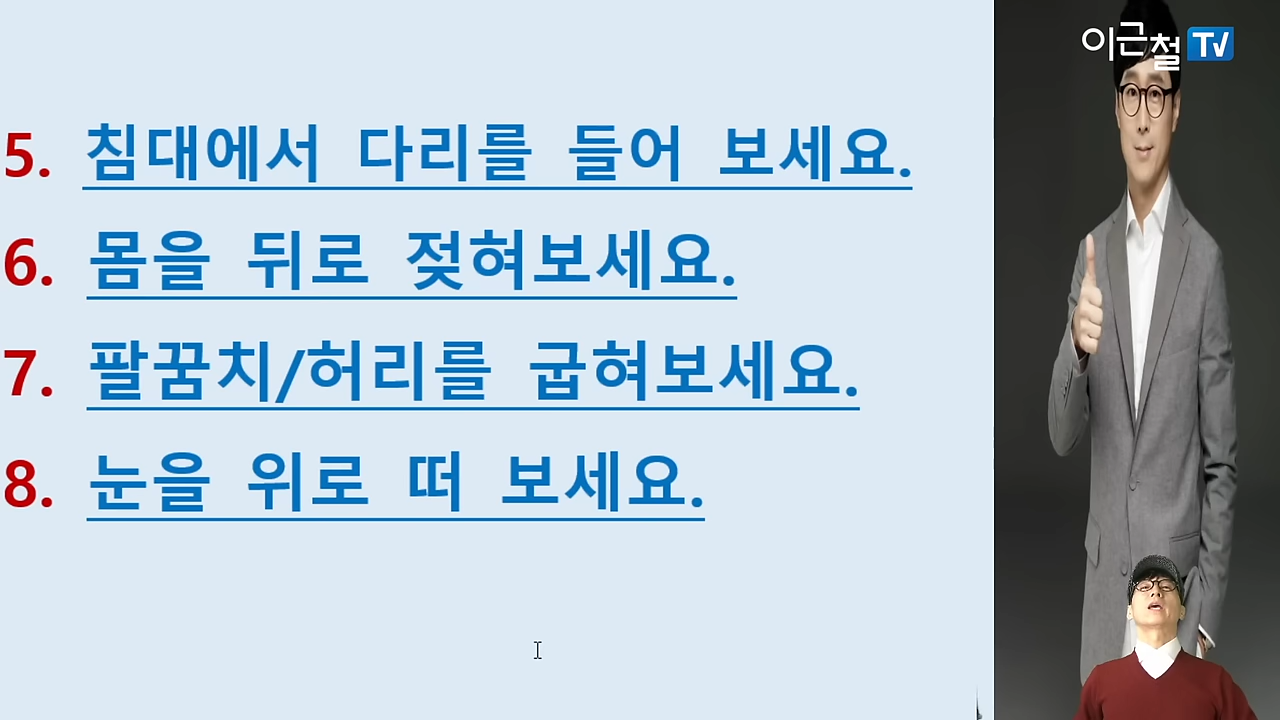 이근철 TV
5. 침대에서 다리를 들어 보세요.
6. 몸을 뒤로 젖혀보세요.
7. 팔꿈치/허리를 굽혀보세요.
8. 눈을 위로 떠 보세요.